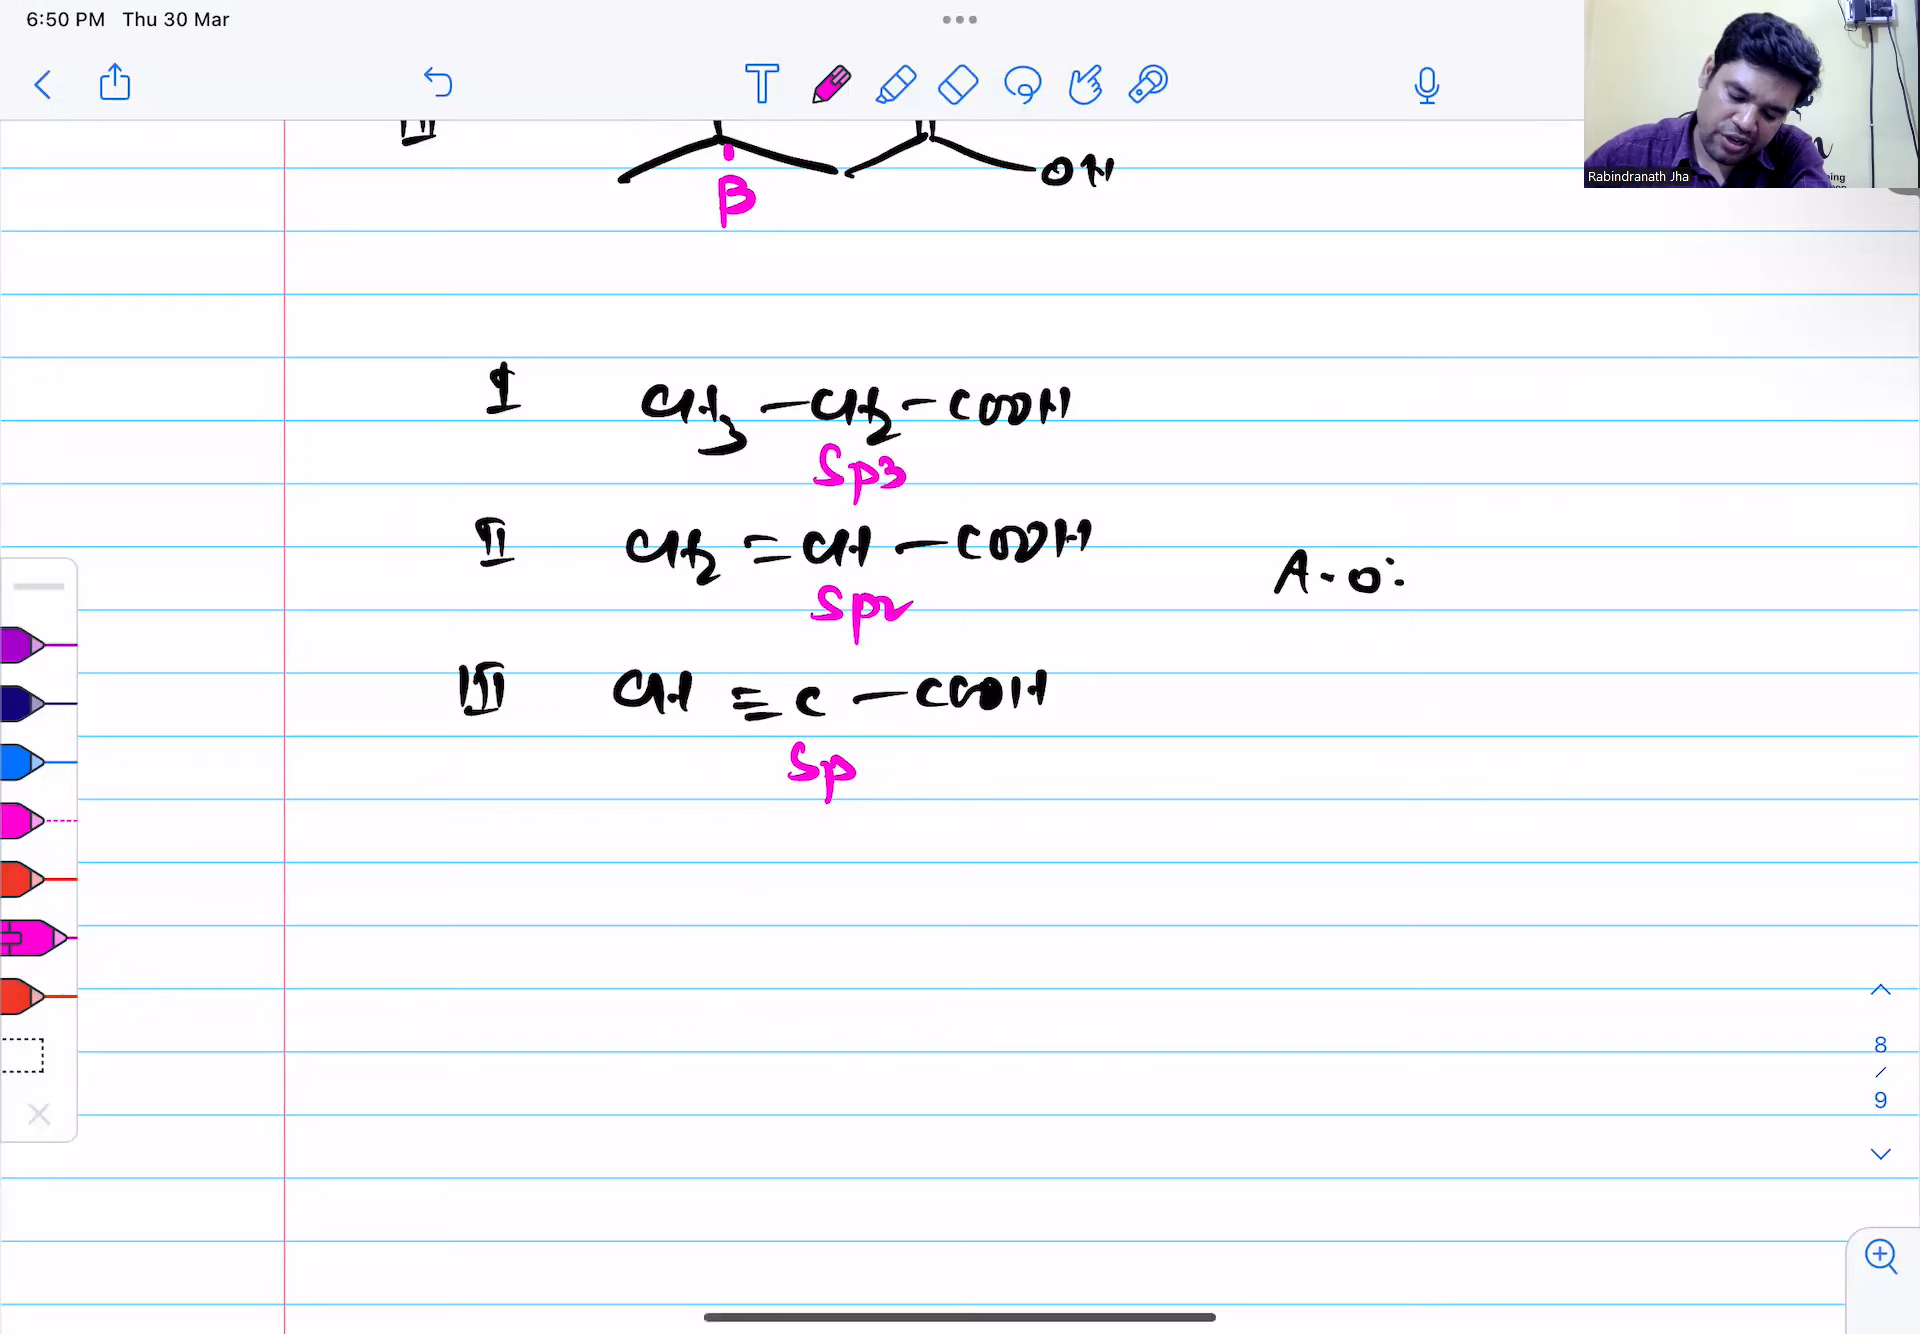 6:50 PM Thu 30 Mar
Rabindranath Jha
III
OH
β
I CH3 - CH2 - COOH
Sp3
II CH2 = CH - COOH
A.O:
Sp2
III CH ≡ C - COOH
Sp
8
/
9